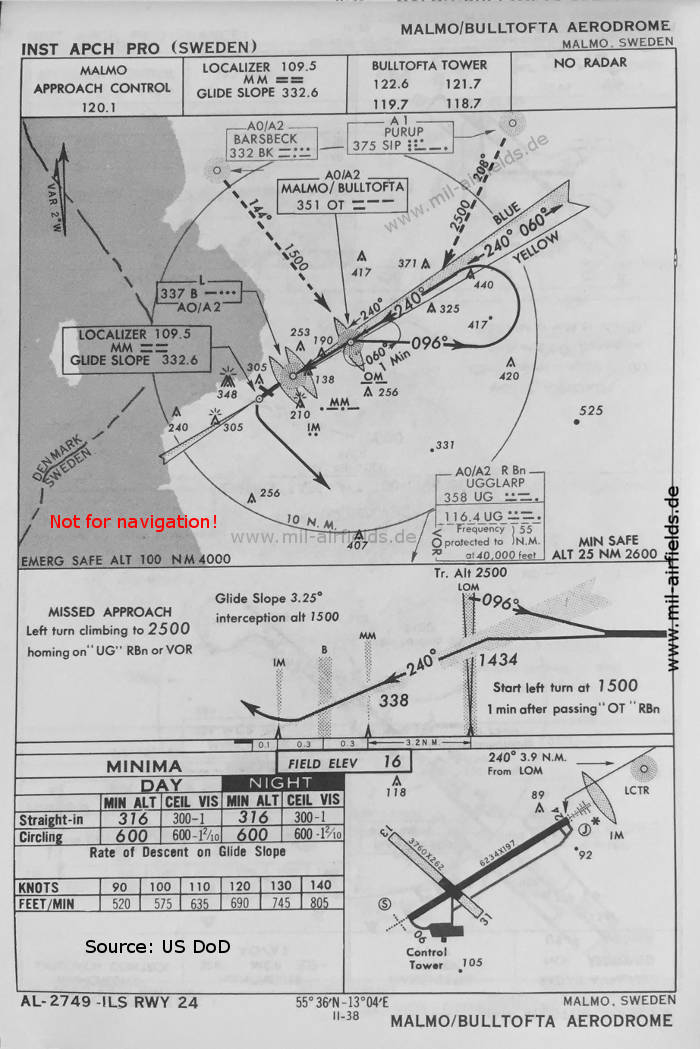 MALMO/BULLTOFTA AERODROME
INST APCH PRO (SWEDEN)
MALMO, SWEDEN
MALMO
APPROACH CONTROL
120.1
LOCALIZER 109.5
MM
GLIDE SLOPE 332.6
BULLTOFTA TOWER
122.6 121.7
119.7 118.7
NO RADAR
A0/A2
BARSBECK
332 BK
A1
PURUP
375 SIP
A0/A2
MALMO/BULLTOFTA
351 OT
www.mil-airfields.de
VAR 2°W
144°
1500
208°
2500
BLUE
240° 060°
YELLOW
417
371
440
240°
240°
325
417
L
337 B
AO/A2
253
190
096°
060°
1 Min
LOCALIZER 109.5
MM
GLIDE SLOPE 332.6
305
138
OM
256
420
348
MM
210
IM
240
305
525
331
DENMARK
SWEDEN
256
A0/A2 R Bn
UGGLARP
358 UG
116.4 UG
VOR
Frequency
protected to
55
N.M.
at 40,000 feet
Not for navigation!
10 N.M.
www.mil-airfields.de
407
MIN SAFE
ALT 25 NM 2600
EMERG SAFE ALT 100 NM 4000
www.mil-airfields.de
Tr. Alt 2500
LOM
096°
MISSED APPROACH
Left turn climbing to 2500
homing on "UG" RBn or VOR
Glide Slope 3.25°
interception alt 1500
IM
B
MM
240°
1434
338
Start left turn at 1500
1 min after passing "OT" RBn
0.1
0.3
0.3
3.2NM
MINIMA
FIELD ELEV 16
DAY NIGHT
MIN ALT CEIL VIS MIN ALT CEIL VIS
Straight-in 316 300-1 316 300-1
Circling 600 600-1²/₁₀ 600 600-1²/₁₀
Rate of Descent on Glide Slope
KNOTS 90 100 110 120 130 140
FEET/MIN 520 575 635 690 745 805
118
240° 3.9 N.M.
From LOM
LCTR
89
24
J
*
IM
92
13
3760X262
6234X197
31
S
06
Control
Tower
105
Source: US DoD
AL-2749 -ILS RWY 24
55°36'N-13°04'E
II-38
MALMO, SWEDEN
MALMO/BULLTOFTA AERODROME